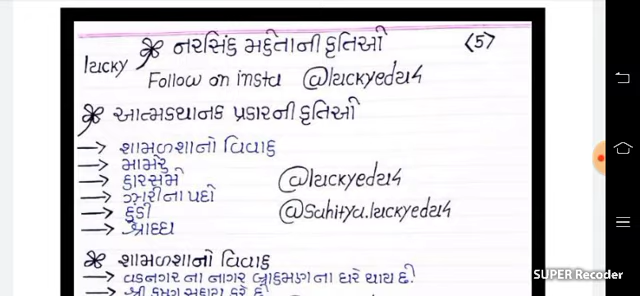 lucky ❀ નરસિંહ મહેતાની કૃતિઓ <5>
Follow on insta @luckyedu4
❀ આત્મકથાનક પ્રકારની કૃતિઓ
→ શામળશાનો વિવાહ
→ મામેરુ
→ હારસમે @luckyedu4
→ ઝારીના પદો
→ હુંડી @Sahitya.luckyedu4
→ શ્રાદ્ધ
❀ શામળશાનો વિવાહ
→ વડનગર ના નાગર બ્રાહ્મણ ના ઘરે થાય છે.
SUPER Recoder